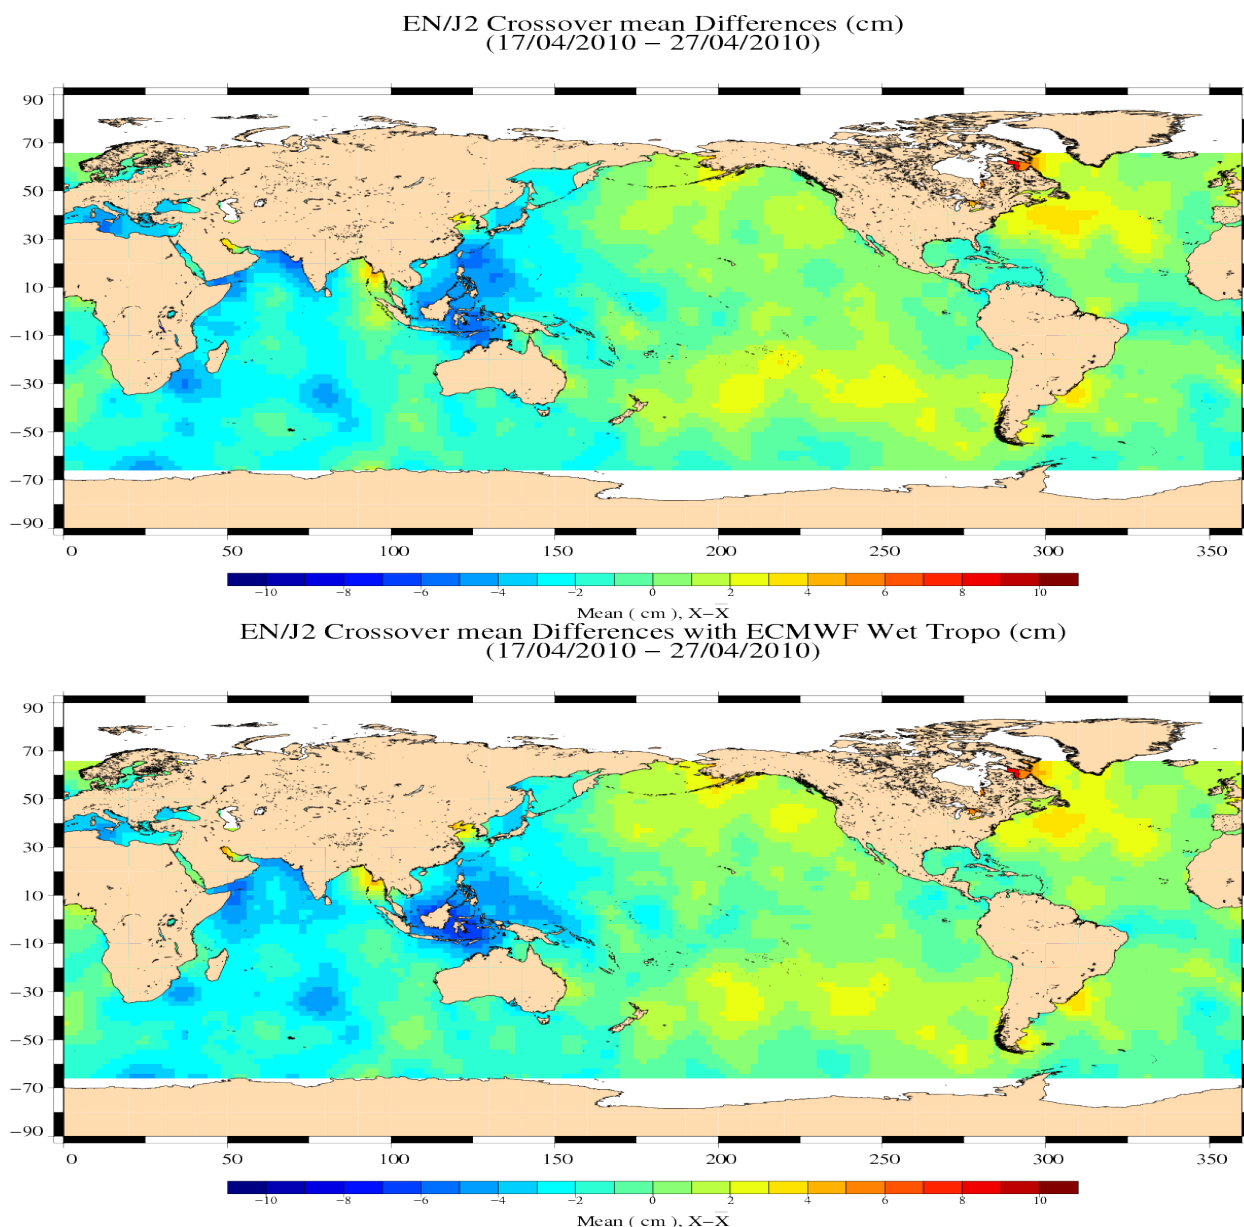 EN/J2 Crossover mean Differences (cm)
(17/04/2010 − 27/04/2010)
90
70
50
30
10
−10
−30
−50
−70
−90
0 50 100 150 200 250 300 350
−10 −8 −6 −4 −2 0 2 4 6 8 10
Mean ( cm ), X−X̅
EN/J2 Crossover mean Differences with ECMWF Wet Tropo (cm)
(17/04/2010 − 27/04/2010)
90
70
50
30
10
−10
−30
−50
−70
−90
0 50 100 150 200 250 300 350
−10 −8 −6 −4 −2 0 2 4 6 8 10
Mean ( cm ), X−X̅